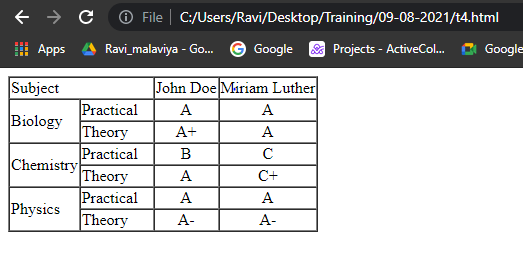 File C:/Users/Ravi/Desktop/Training/09-08-2021/t4.html
Apps Ravi_malaviya - Go... Google Projects - ActiveCol... Google
Subject John Doe Miriam Luther
Biology Practical A A
Theory A+ A
Chemistry Practical B C
Theory A C+
Physics Practical A A
Theory A- A-